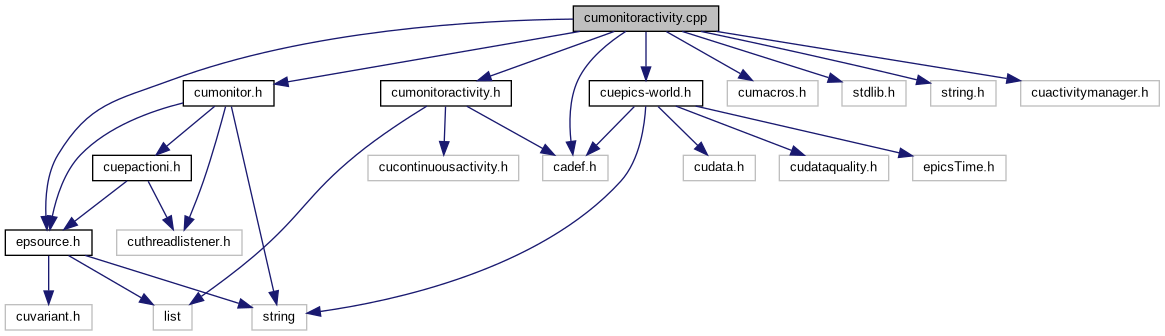 cumonitoractivity.cpp
cumonitor.h
cumonitoractivity.h
cuepics-world.h
cumacros.h
stdlib.h
string.h
cuactivitymanager.h
cuepactioni.h
cucontinuousactivity.h
cadef.h
cudata.h
cudataquality.h
epicsTime.h
epsource.h
cuthreadlistener.h
cuvariant.h
list
string